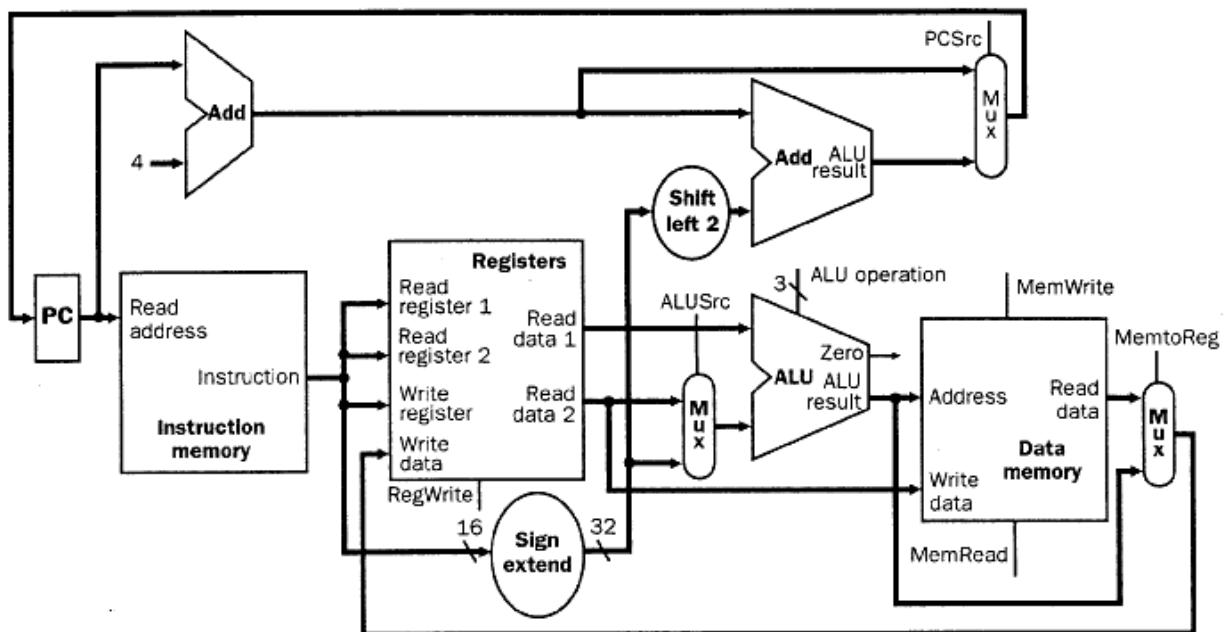 PCSrc
Add
4
Mux
Add
ALU
result
Shift
left 2
Registers
3
ALU operation
MemWrite
PC
Read
address
Read
register 1
Read
register 2
Read
data 1
ALUSrc
Zero
MemtoReg
Instruction
Write
register
Read
data 2
ALU
ALU
result
Address
Read
data
Mux
Mux
Instruction
memory
Write
data
Data
memory
Write
data
RegWrite
16
32
Sign
extend
MemRead